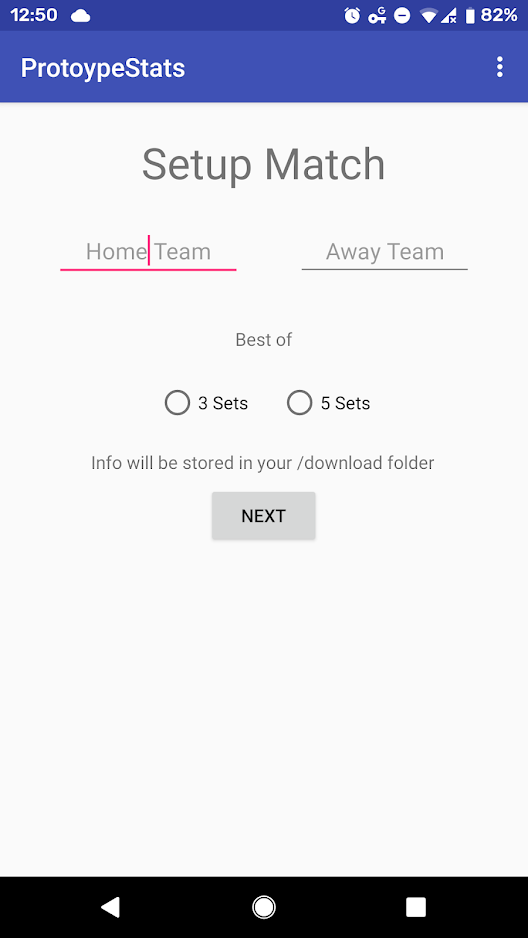 12:50 82%
ProtoypeStats
Setup Match
Home Team Away Team
Best of
3 Sets 5 Sets
Info will be stored in your /download folder
NEXT